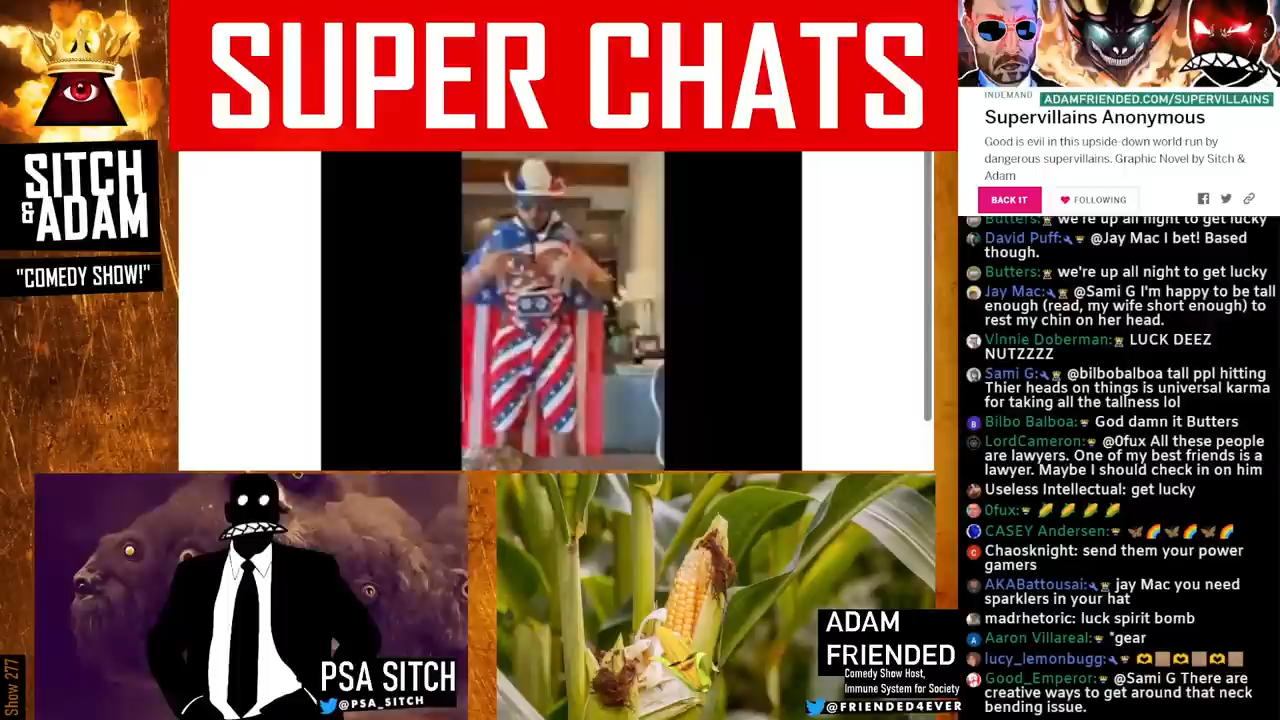 SUPER CHATS
SITCH
& ADAM
"COMEDY SHOW!"
Show 277
PSA SITCH
@PSA_SITCH
ADAM
FRIENDED
Comedy Show Host,
Immune System for Society
@FRIENDED4EVER
INDEMAND
ADAMFRIENDED.COM/SUPERVILLAINS
Supervillains Anonymous
Good is evil in this upside-down world run by
dangerous supervillains. Graphic Novel by Sitch &
Adam
BACK IT
FOLLOWING
Butters: we're up all night to get lucky
David Puff: @Jay Mac I bet! Based
though.
Butters: we're up all night to get lucky
Jay Mac: @Sami G I'm happy to be tall
enough (read, my wife short enough) to
rest my chin on her head.
Vinnie Doberman: LUCK DEEZ
NUTZZZZ
Sami G: @bilbobalboa tall ppl hitting
Thier heads on things is universal karma
for taking all the tallness lol
Bilbo Balboa: God damn it Butters
LordCameron: @0fux All these people
are lawyers. One of my best friends is a
lawyer. Maybe I should check in on him
Useless Intellectual: get lucky
0fux: 🌽 🌽 🌽 🌽
CASEY Andersen: 🦋🌈 🦋🌈 🦋🌈
Chaosknight: send them your power
gamers
AKABattousai: jay Mac you need
sparklers in your hat
madrhetoric: luck spirit bomb
Aaron Villareal: *gear
lucy_lemonbugg:
Good_Emperor: @Sami G There are
creative ways to get around that neck
bending issue.